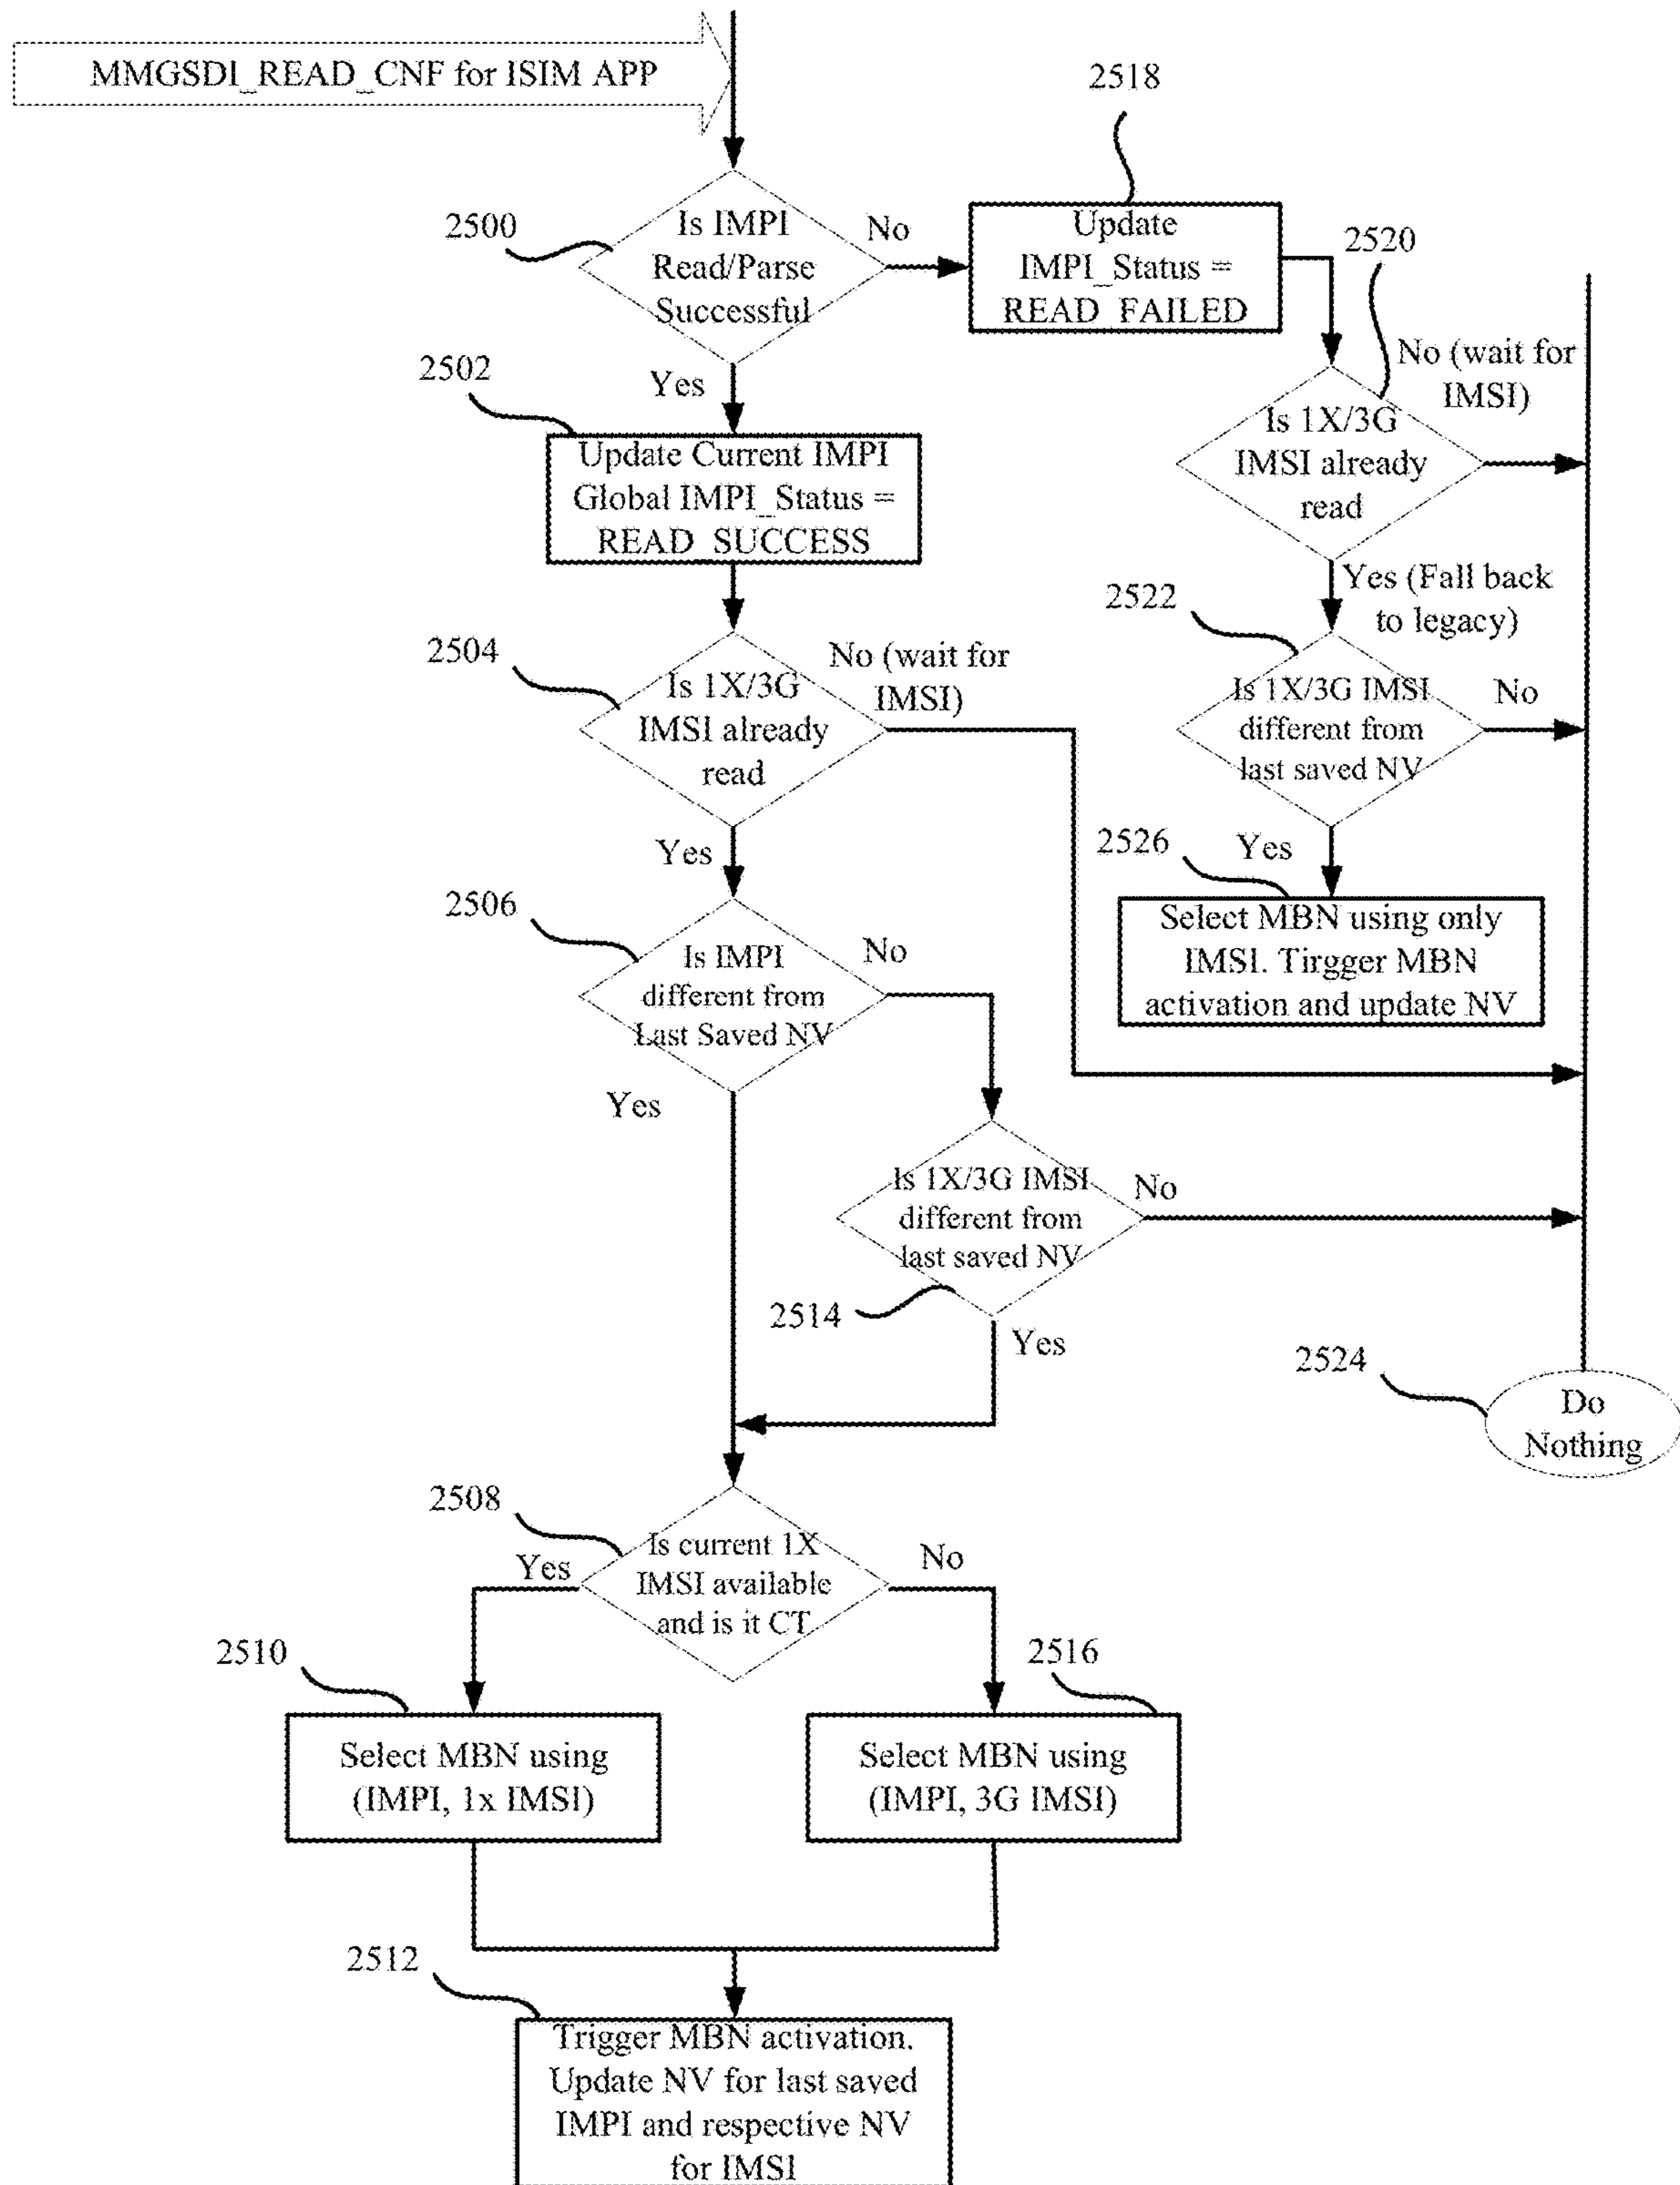 MMGSDI_READ_CNF for ISIM APP
2518
2500
Is IMPI
Read/Parse
Successful
No
Update
IMPI_Status =
READ_FAILED
2520
No (wait for
IMSI)
2502
Yes
Update Current IMPI
Global IMPI_Status =
READ_SUCCESS
Is 1X/3G
IMSI already
read
Yes (Fall back
to legacy)
2522
2504
Is 1X/3G
IMSI already
read
No (wait for
IMSI)
Is 1X/3G IMSI
different from
last saved NV
No
Yes
2526
Yes
Select MBN using only
IMSI. Tirgger MBN
activation and update NV
2506
Is IMPI
different from
Last Saved NV
No
Yes
Is 1X/3G IMSI
different from
last saved NV
No
2514
Yes
2524
Do
Nothing
2508
Is current 1X
IMSI available
and is it CT
Yes
No
2510
Select MBN using
(IMPI, 1x IMSI)
2516
Select MBN using
(IMPI, 3G IMSI)
2512
Trigger MBN activation.
Update NV for last saved
IMPI and respective NV
for IMSI